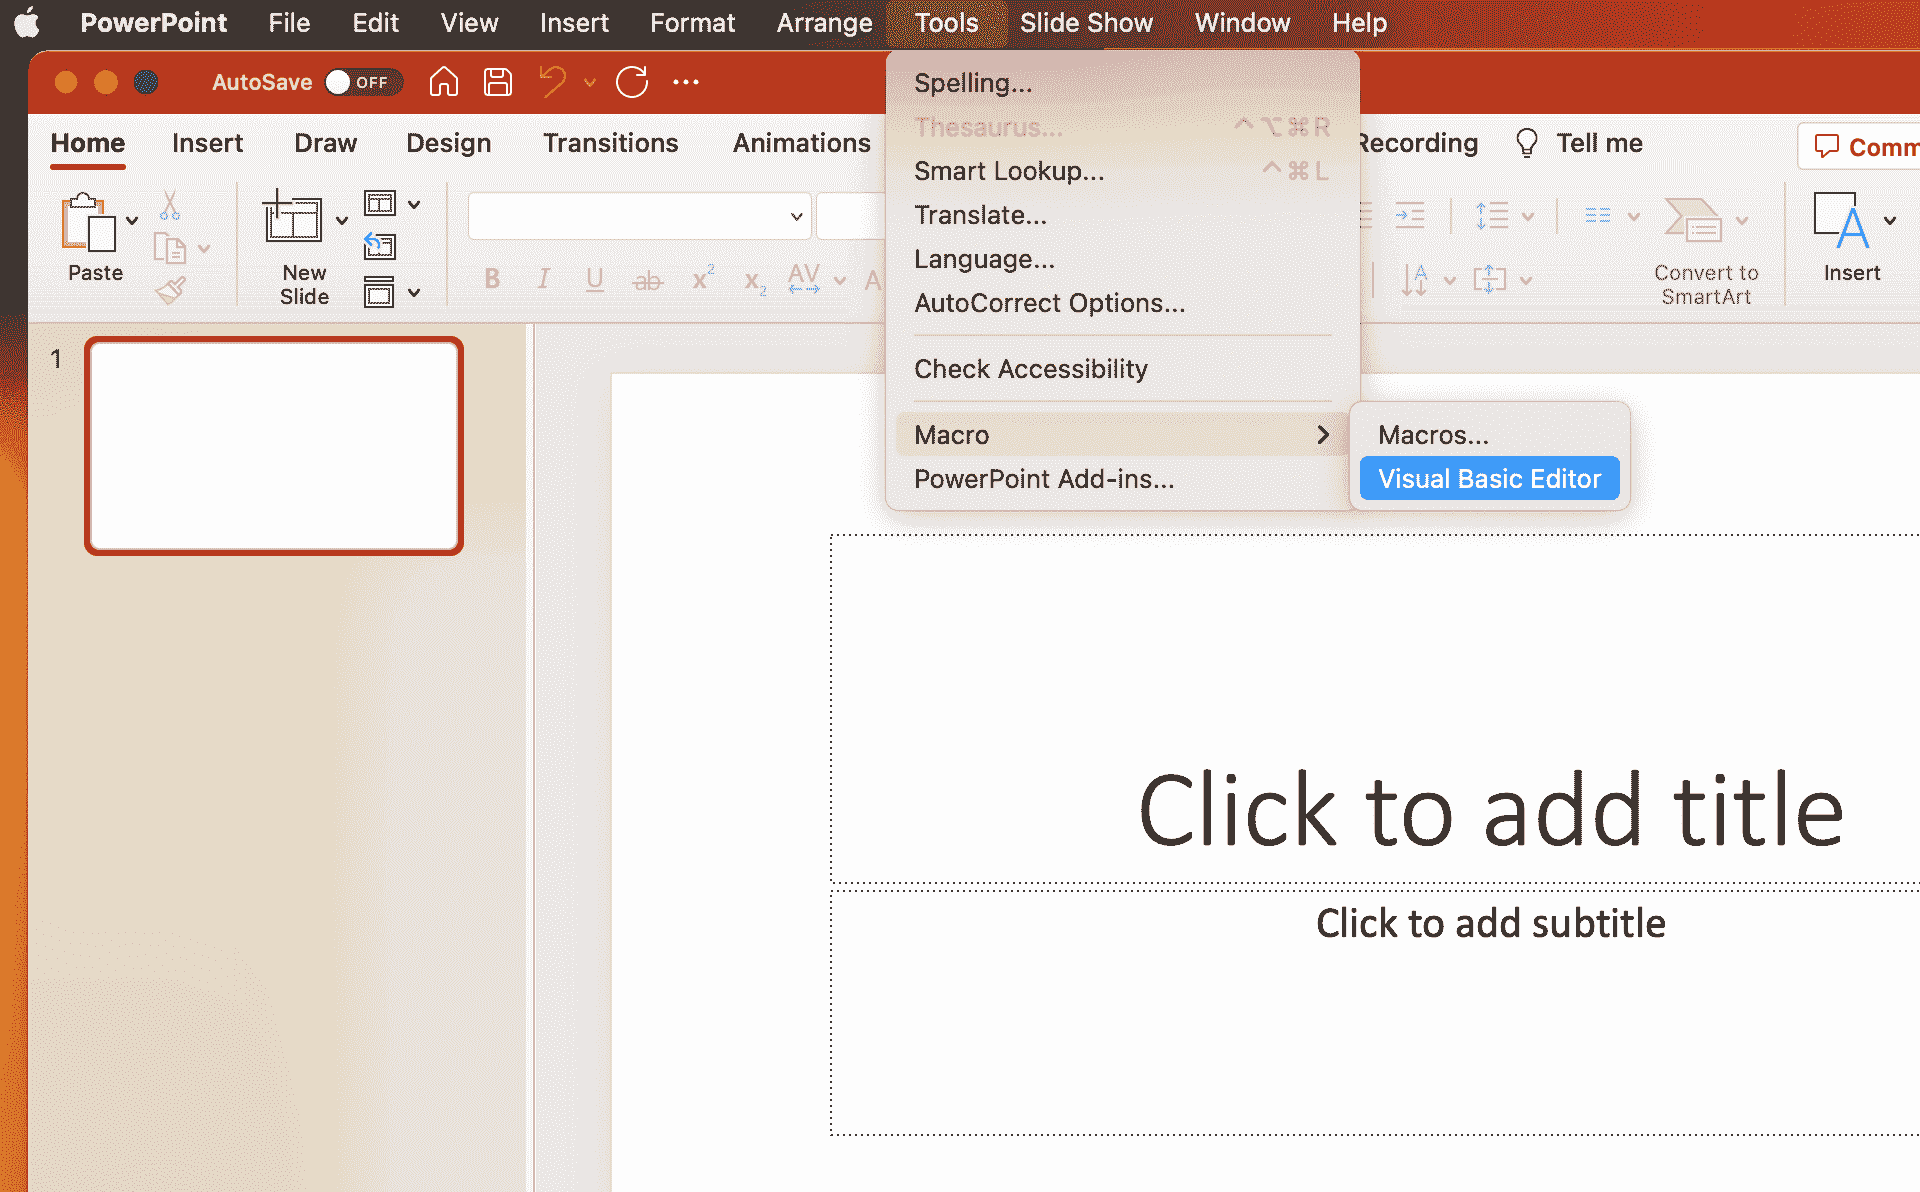 PowerPoint File Edit View Insert Format Arrange Tools Slide Show Window Help
AutoSave OFF
Home Insert Draw Design Transitions Animations Recording Tell me Comm
Spelling...
Thesaurus... ^⌥⌘R
Smart Lookup... ^⌘L
Translate...
Language...
AutoCorrect Options...
Check Accessibility
Macro
PowerPoint Add-ins...
Macros...
Visual Basic Editor
Paste
New
Slide
B I U ab x2 x2 AV A
Convert to
SmartArt
A
Insert
1
Click to add title
Click to add subtitle